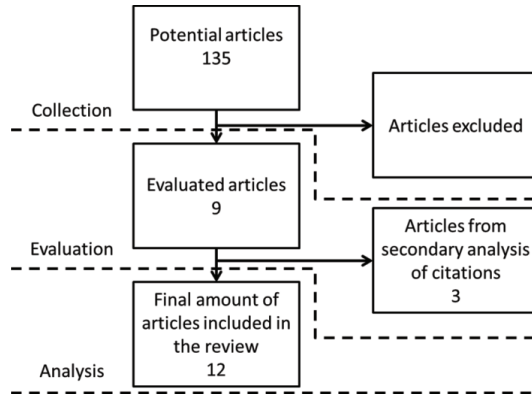 Potential articles
135
Collection
Articles excluded
Evaluated articles
9
Evaluation
Articles from
secondary analysis
of citations
3
Final amount of
articles included in
the review
12
Analysis